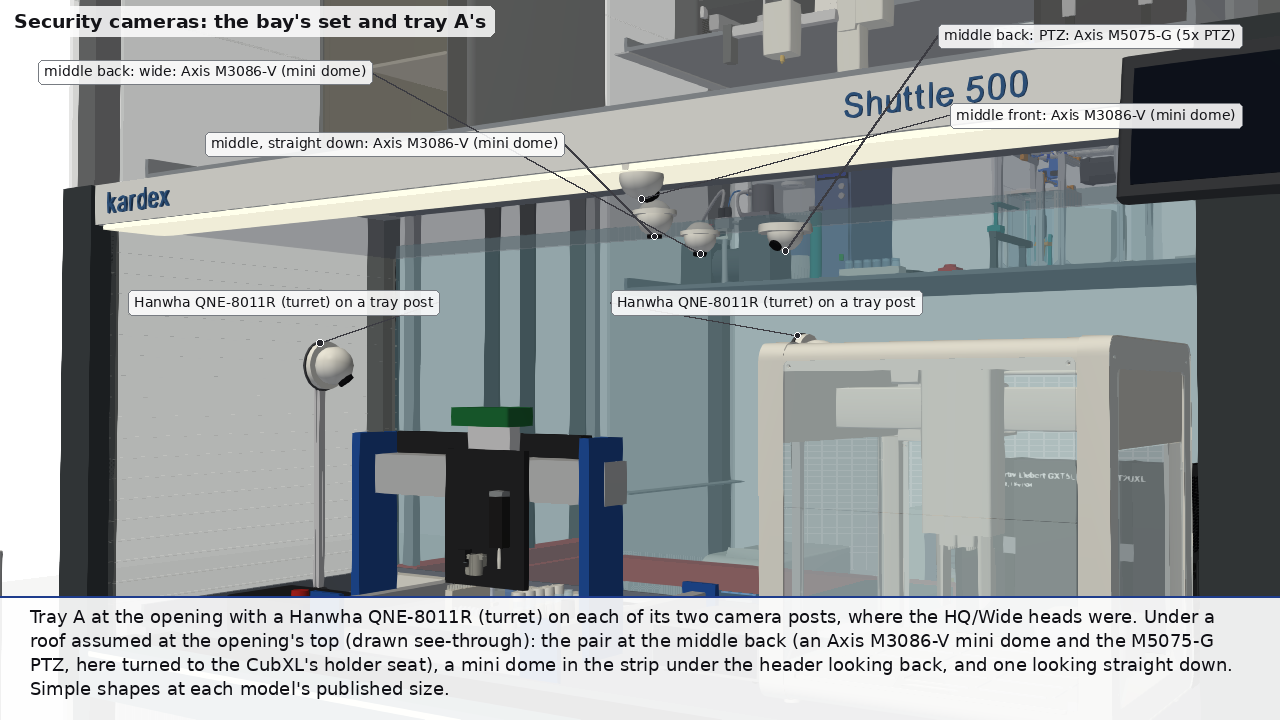 Security cameras: the bay's set and tray A's
middle back: PTZ: Axis M5075-G (5x PTZ)
middle back: wide: Axis M3086-V (mini dome)
Shuttle 500
middle front: Axis M3086-V (mini dome)
middle, straight down: Axis M3086-V (mini dome)
kardex
Hanwha QNE-8011R (turret) on a tray post
Hanwha QNE-8011R (turret) on a tray post
Liebert GXT5
Tray A at the opening with a Hanwha QNE-8011R (turret) on each of its two camera posts, where the HQ/Wide heads were. Under a
roof assumed at the opening's top (drawn see-through): the pair at the middle back (an Axis M3086-V mini dome and the M5075-G
PTZ, here turned to the CubXL's holder seat), a mini dome in the strip under the header looking back, and one looking straight down.
Simple shapes at each model's published size.